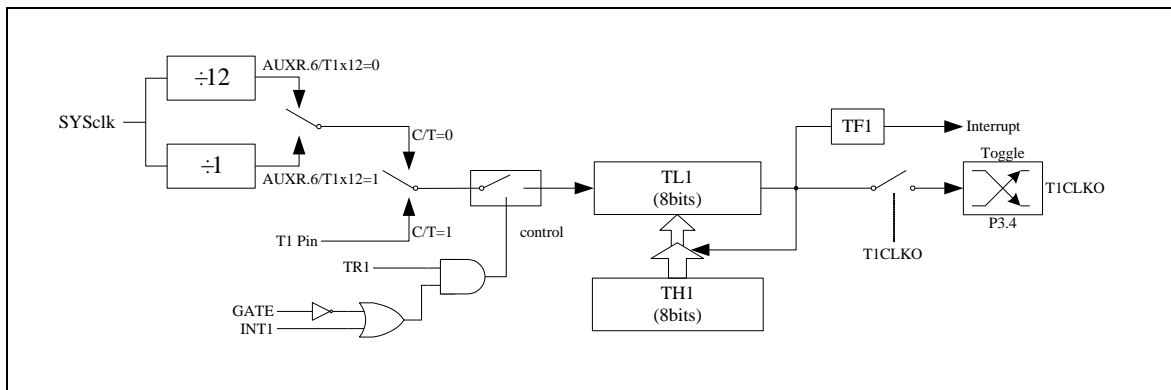 SYSclk
÷12
AUXR.6/T1x12=0
÷1
AUXR.6/T1x12=1
C/T=0
T1 Pin
C/T=1
control
TR1
GATE
INT1
TL1
(8bits)
TH1
(8bits)
TF1
Interrupt
T1CLKO
Toggle
T1CLKO
P3.4